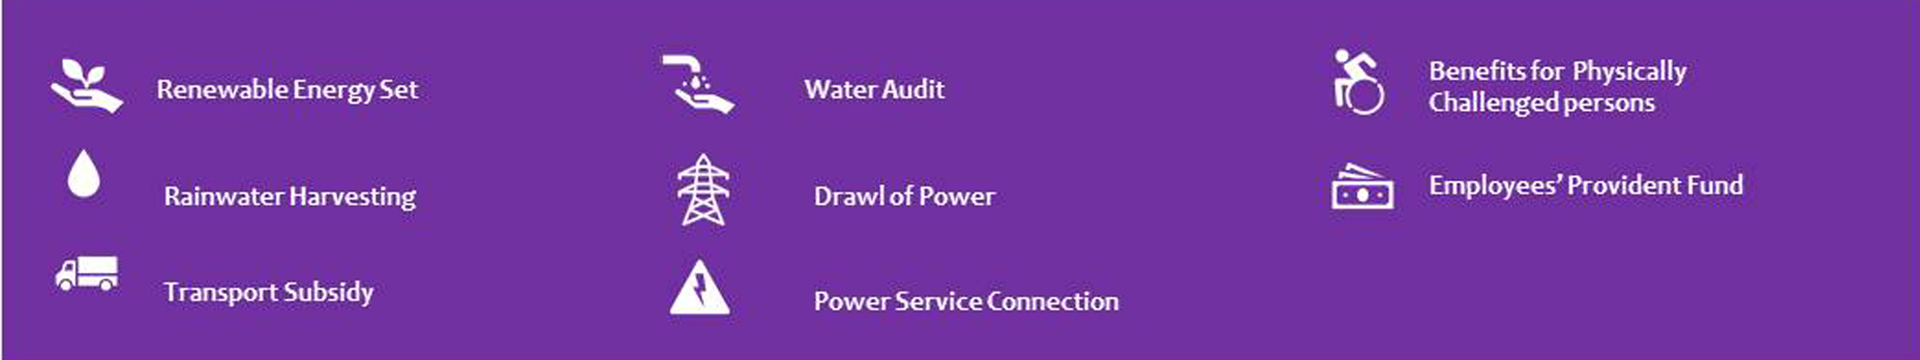 Renewable Energy Set
Rainwater Harvesting
Transport Subsidy
Water Audit
Drawl of Power
Power Service Connection
Benefits for Physically
Challenged persons
Employees’ Provident Fund